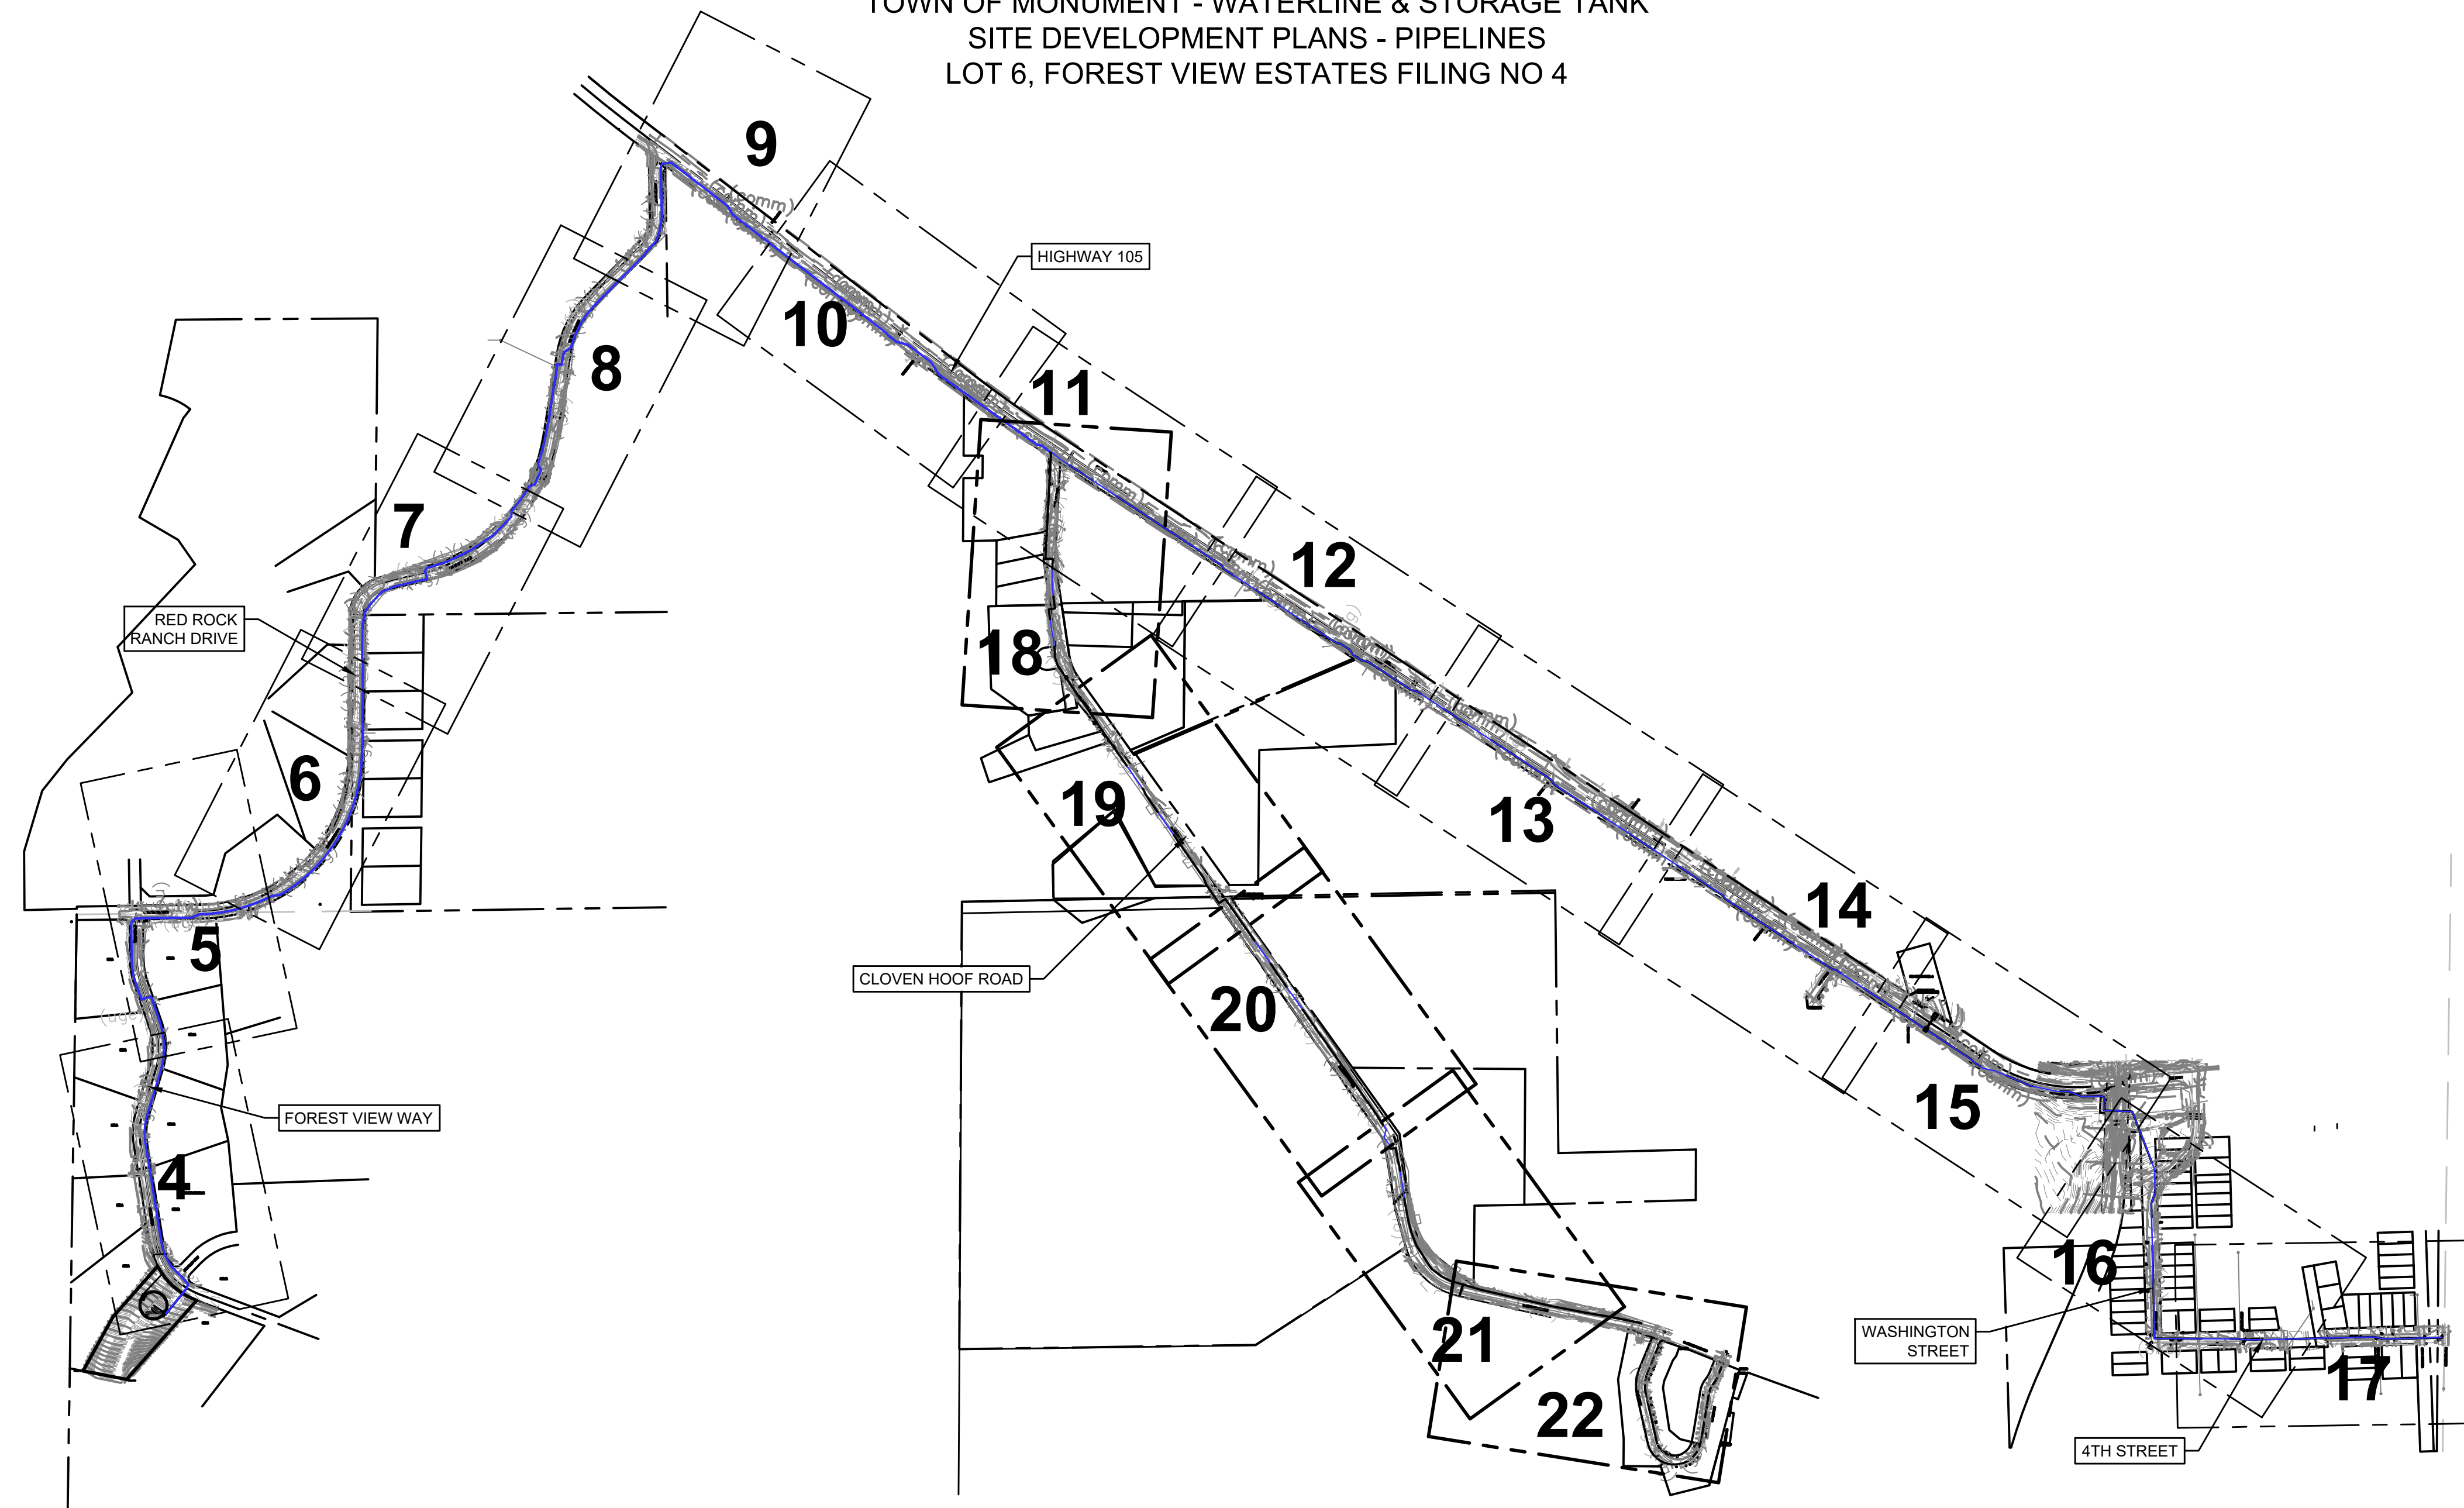 TOWN OF MONUMENT - WATERLINE & STORAGE TANK
SITE DEVELOPMENT PLANS - PIPELINES
LOT 6, FOREST VIEW ESTATES FILING NO 4
9
HIGHWAY 105
10
8
11
7
12
RED ROCK
RANCH DRIVE
18
6
19
13
14
5
CLOVEN HOOF ROAD
20
FOREST VIEW WAY
15
4
16
21
WASHINGTON
STREET
17
22
4TH STREET